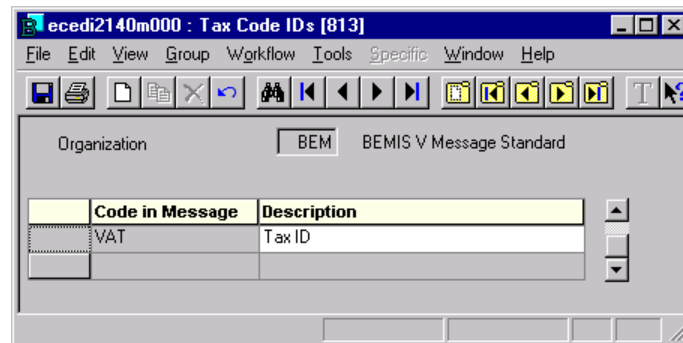 B ecedi2140m000 : Tax Code IDs [813]
File Edit View Group Workflow Tools Specific Window Help
T ?
Organization BEM BEMIS V Message Standard
Code in Message Description
VAT Tax ID